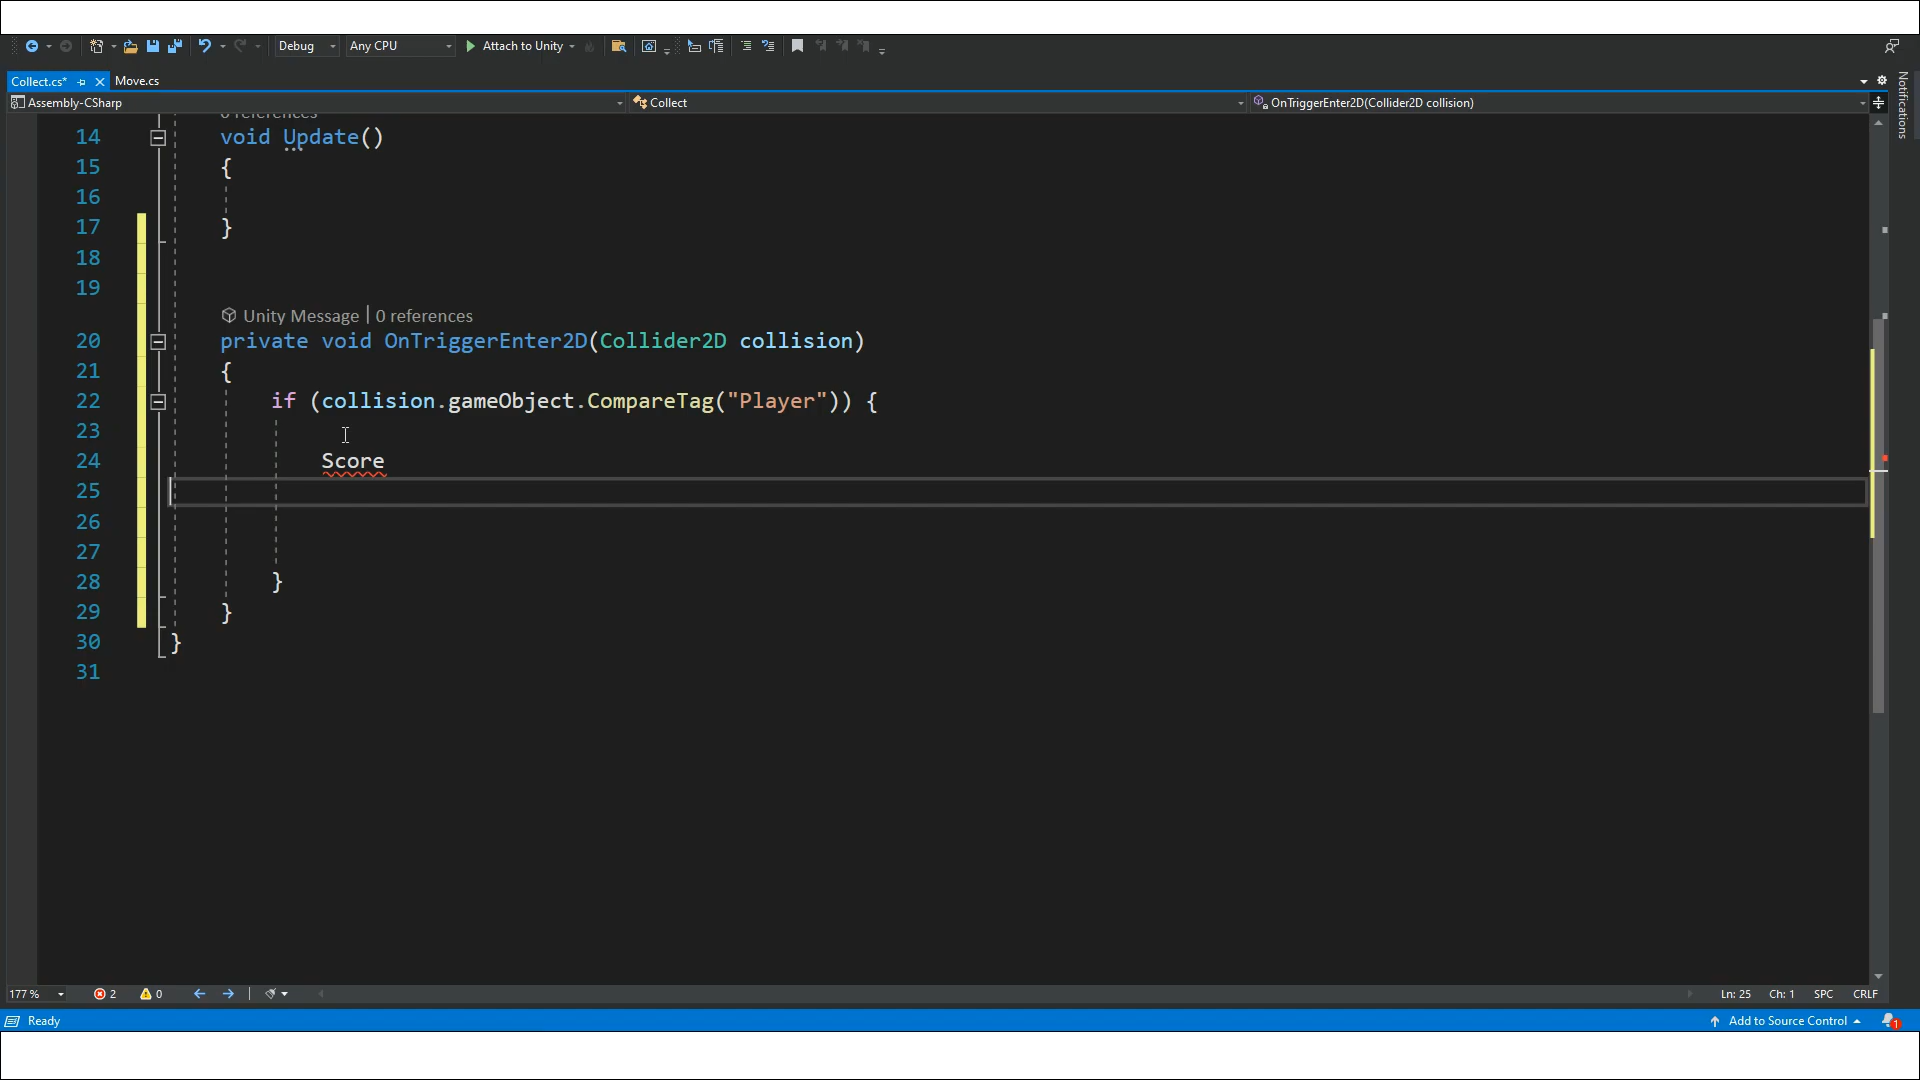 Debug Any CPU Attach to Unity
Collect.cs* Move.cs
Notifications
Assembly-CSharp Collect OnTriggerEnter2D(Collider2D collision)
0 references
14 void Update()
15 {
16
17 }
18
19
Unity Message | 0 references
20 private void OnTriggerEnter2D(Collider2D collision)
21 {
22 if (collision.gameObject.CompareTag("Player")) {
23
24 Score
25
26
27
28 }
29 }
30 }
31
177 % 2 0 Ln: 25 Ch: 1 SPC CRLF
Ready Add to Source Control 1